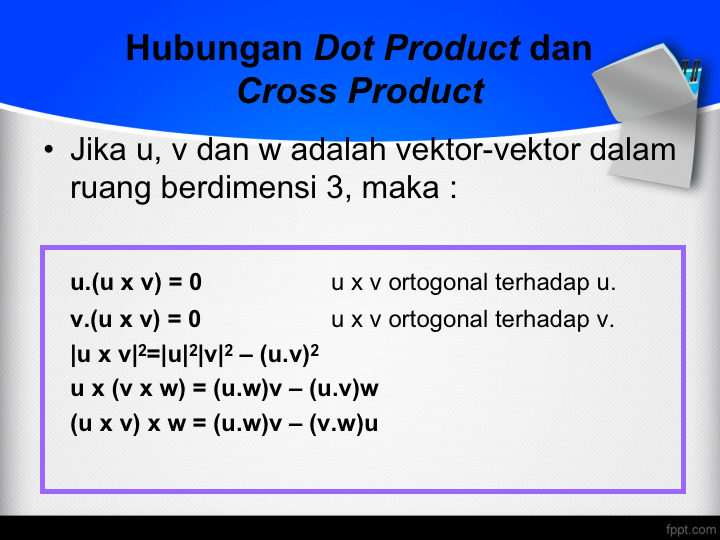 Hubungan Dot Product dan
Cross Product
• Jika u, v dan w adalah vektor-vektor dalam
ruang berdimensi 3, maka :
u.(u x v) = 0 u x v ortogonal terhadap u.
v.(u x v) = 0 u x v ortogonal terhadap v.
|u x v|²=|u|²|v|² – (u.v)²
u x (v x w) = (u.w)v – (u.v)w
(u x v) x w = (u.w)v – (v.w)u
fppt.com